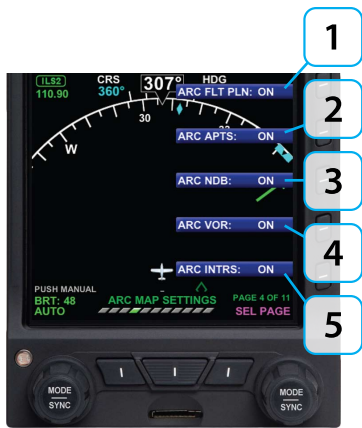 1
ILS2
110.90
CRS
360°
307°
HDG
ARC FLT PLN: ON
2
30
33
ARC APTS: ON
W
3
ARC NDB: ON
4
ARC VOR: ON
ARC INTRS: ON
5
PUSH MANUAL
BRT: 48
AUTO
ARC MAP SETTINGS
PAGE 4 OF 11
SEL PAGE
MODE
SYNC
MODE
SYNC